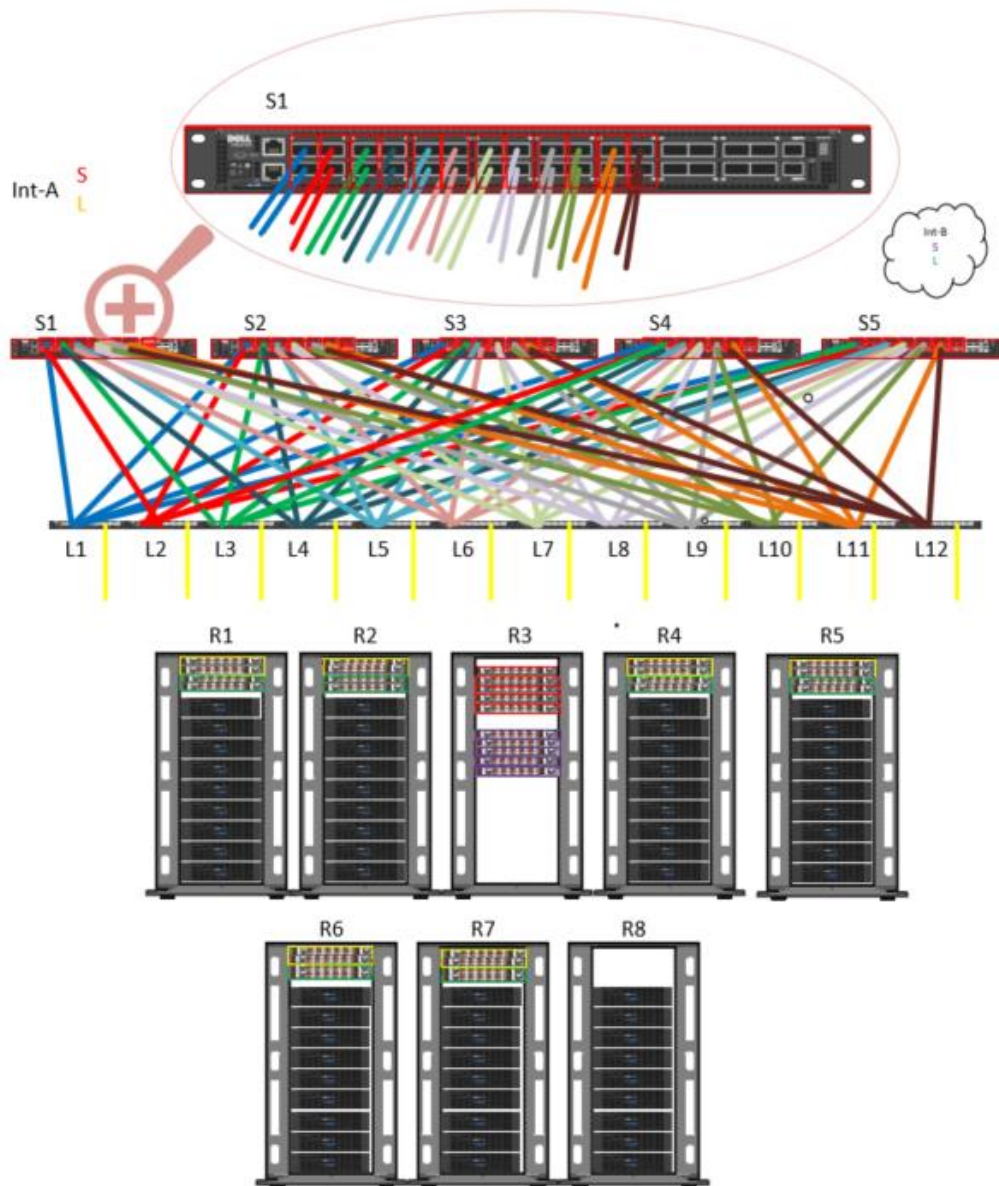 S1
DELL
Int-A
S
L
Int-B
S
L
S1 S2 S3 S4 S5
L1 L2 L3 L4 L5 L6 L7 L8 L9 L10 L11 L12
R1 R2 R3 R4 R5
R6 R7 R8